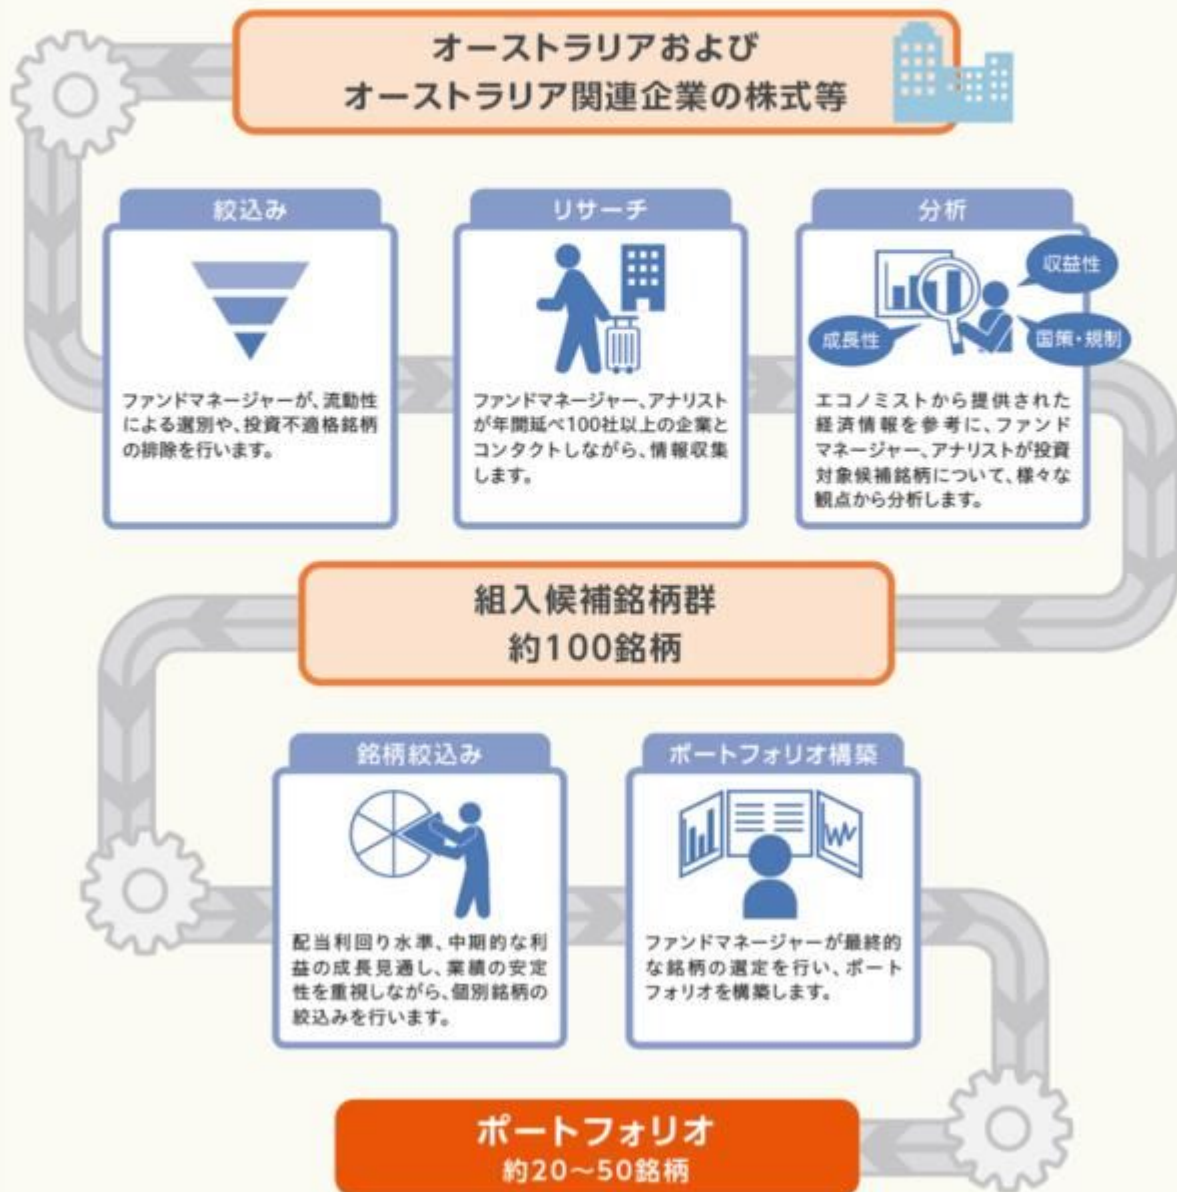 オーストラリアおよび
オーストラリア関連企業の株式等
絞込み
ファンドマネージャーが、流動性
による選別や、投資不適格銘柄
の排除を行います。
リサーチ
ファンドマネージャー、アナリスト
が年間延べ100社以上の企業と
コンタクトしながら、情報収集
します。
分析
収益性
成長性
国策・規制
エコノミストから提供された
経済情報を参考に、ファンド
マネージャー、アナリストが投資
対象候補銘柄について、様々な
観点から分析します。
組入候補銘柄群
約100銘柄
銘柄絞込み
配当利回り水準、中期的な利
益の成長見通し、業績の安定
性を重視しながら、個別銘柄の
絞込みを行います。
ポートフォリオ構築
ファンドマネージャーが最終的
な銘柄の選定を行い、ポート
フォリオを構築します。
ポートフォリオ
約20～50銘柄